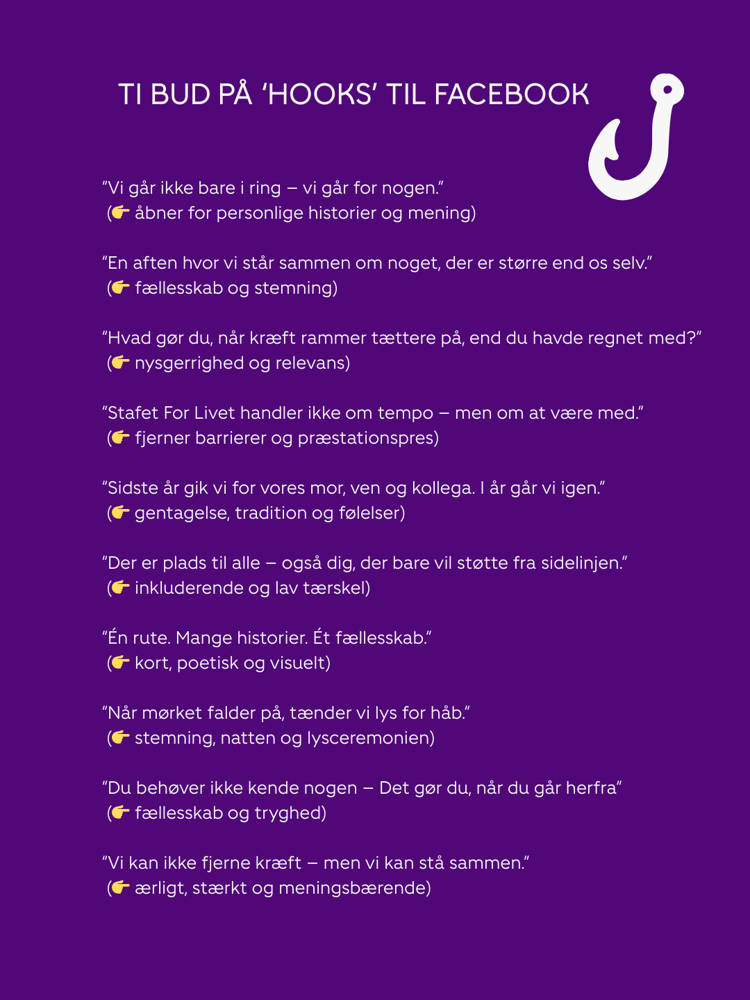 TI BUD PÅ ‘HOOKS’ TIL FACEBOOK
“Vi går ikke bare i ring – vi går for nogen.”
(👉 åbner for personlige historier og mening)
“En aften hvor vi står sammen om noget, der er større end os selv.”
(👉 fællesskab og stemning)
“Hvad gør du, når kræft rammer tættere på, end du havde regnet med?”
(👉 nysgerrighed og relevans)
“Stafet For Livet handler ikke om tempo – men om at være med.”
(👉 fjerner barrierer og præstationspres)
“Sidste år gik vi for vores mor, ven og kollega. I år går vi igen.”
(👉 gentagelse, tradition og følelser)
“Der er plads til alle – også dig, der bare vil støtte fra sidelinjen.”
(👉 inkluderende og lav tærskel)
“Én rute. Mange historier. Ét fællesskab.”
(👉 kort, poetisk og visuelt)
“Når mørket falder på, tænder vi lys for håb.”
(👉 stemning, natten og lysceremonien)
“Du behøver ikke kende nogen – Det gør du, når du går herfra”
(👉 fællesskab og tryghed)
“Vi kan ikke fjerne kræft – men vi kan stå sammen.”
(👉 ærligt, stærkt og meningsbærende)